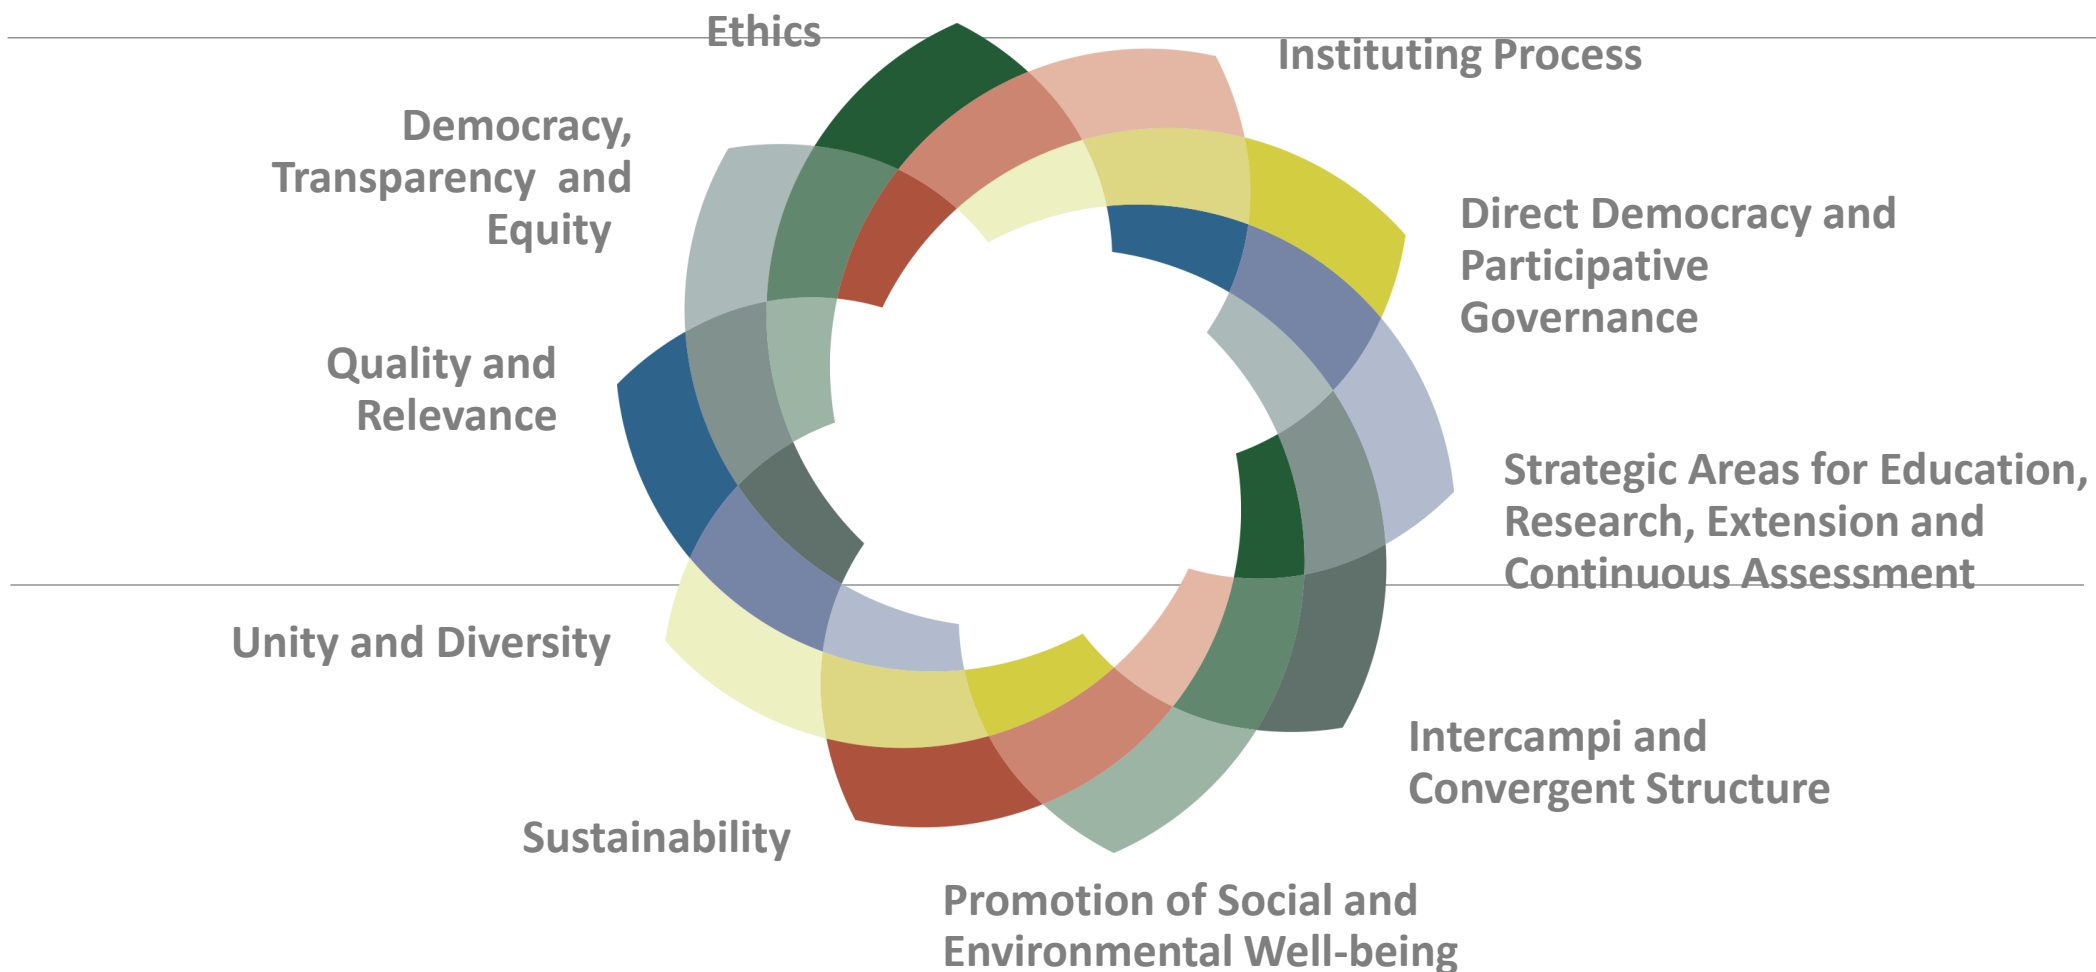 Ethics
Instituting Process
Democracy,
Transparency and
Equity
Direct Democracy and
Participative
Governance
Quality and
Relevance
Strategic Areas for Education,
Research, Extension and
Continuous Assessment
Unity and Diversity
Intercampi and
Convergent Structure
Sustainability
Promotion of Social and
Environmental Well-being